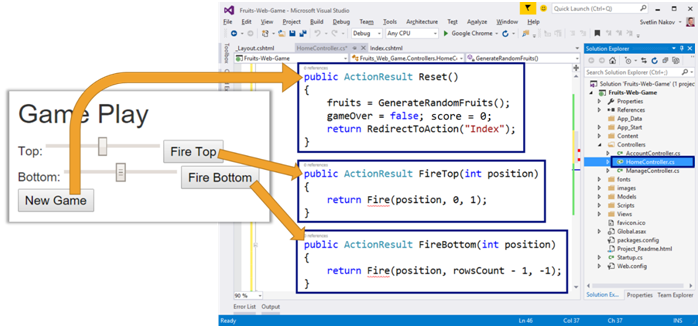 Fruits-Web-Game - Microsoft Visual Studio
Quick Launch (Ctrl+Q)
File Edit View Project Build Debug Team Tools Architecture Test Analyze Window Help
Svetlin Nakov
Debug Any CPU Google Chrome
_Layout.cshtml HomeController.cs* Index.cshtml
Fruits-Web-Game Fruits_Web_Game.Controllers.HomeC GenerateRandomFruits()
Toolbox
0 references
public ActionResult Reset()
{
fruits = GenerateRandomFruits();
gameOver = false; score = 0;
return RedirectToAction("Index");
}
0 references
public ActionResult FireTop(int position)
{
return Fire(position, 0, 1);
}
0 references
public ActionResult FireBottom(int position)
{
return Fire(position, rowsCount - 1, -1);
}
90 %
Error List Output
Ready Ln 46 Col 37 Ch 37 INS
Game Play
Top:
Fire Top
Bottom:
Fire Bottom
New Game
Solution Explorer
Search Solution Explorer (Ctrl+;)
Solution 'Fruits-Web-Game' (1 project)
Fruits-Web-Game
Properties
References
App_Data
App_Start
Content
Controllers
AccountController.cs
HomeController.cs
ManageController.cs
fonts
images
Models
Scripts
Views
favicon.ico
Global.asax
packages.config
Project_Readme.html
Startup.cs
Web.config
Solution Ex... Properties Team Explorer